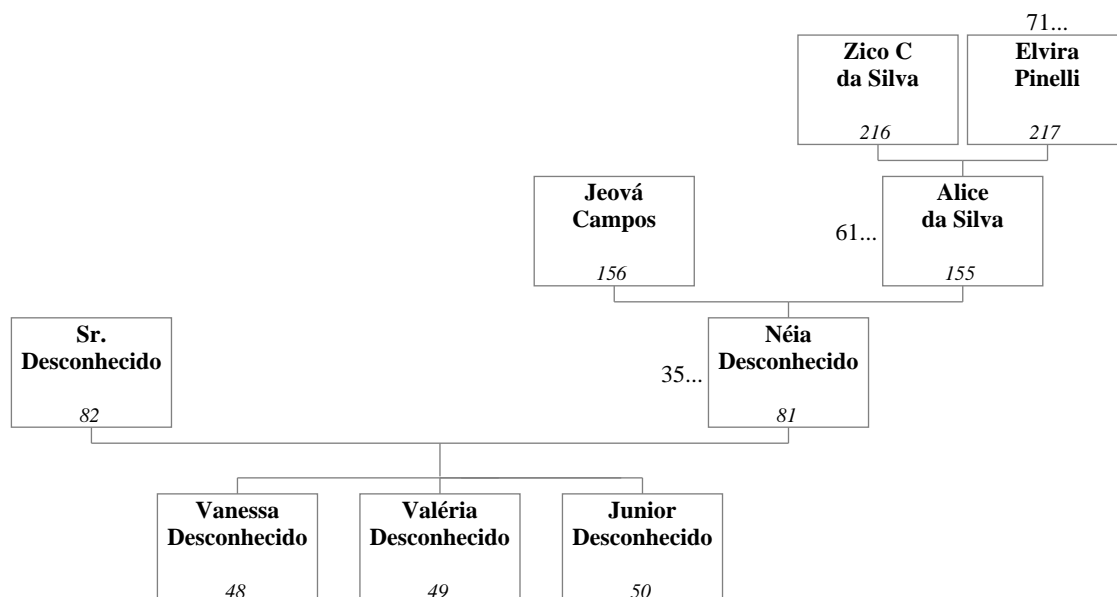 71...
Zico C
da Silva
216
Elvira
Pinelli
217
Jeová
Campos
156
61...
Alice
da Silva
155
Sr.
Desconhecido
82
35...
Néia
Desconhecido
81
Vanessa
Desconhecido
48
Valéria
Desconhecido
49
Junior
Desconhecido
50